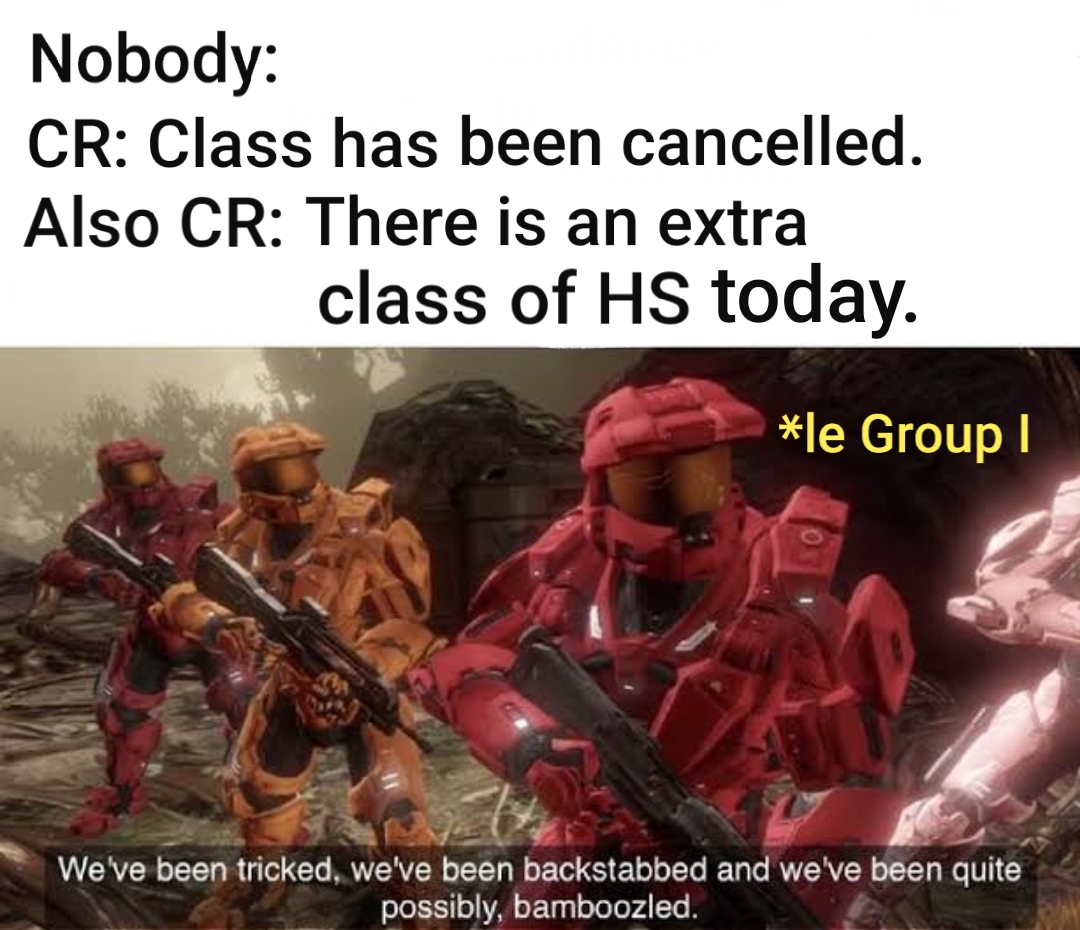 Nobody:
CR: Class has been cancelled.
Also CR: There is an extra
class of HS today.
*le Group I
We've been tricked, we've been backstabbed and we've been quite
possibly, bamboozled.